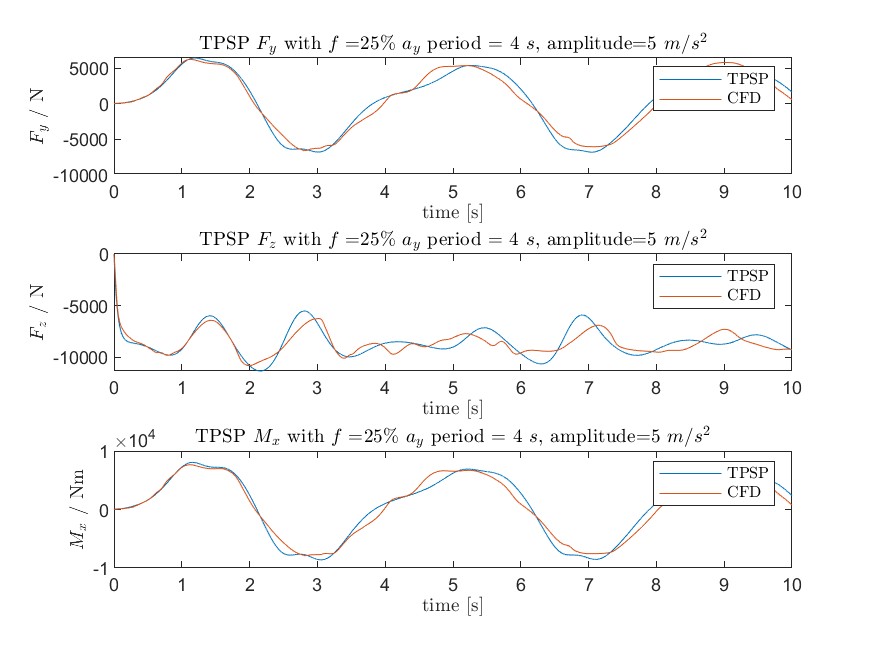 TPSP F_y with f =25% a_y period = 4 s, amplitude=5 m/s^2
F_y / N
5000
0
-5000
-10000
TPSP
CFD
0 1 2 3 4 5 6 7 8 9 10
time [s]
TPSP F_z with f =25% a_y period = 4 s, amplitude=5 m/s^2
F_z / N
0
-5000
-10000
TPSP
CFD
0 1 2 3 4 5 6 7 8 9 10
time [s]
TPSP M_x with f =25% a_y period = 4 s, amplitude=5 m/s^2
×10^4
M_x / Nm
1
0
-1
TPSP
CFD
0 1 2 3 4 5 6 7 8 9 10
time [s]